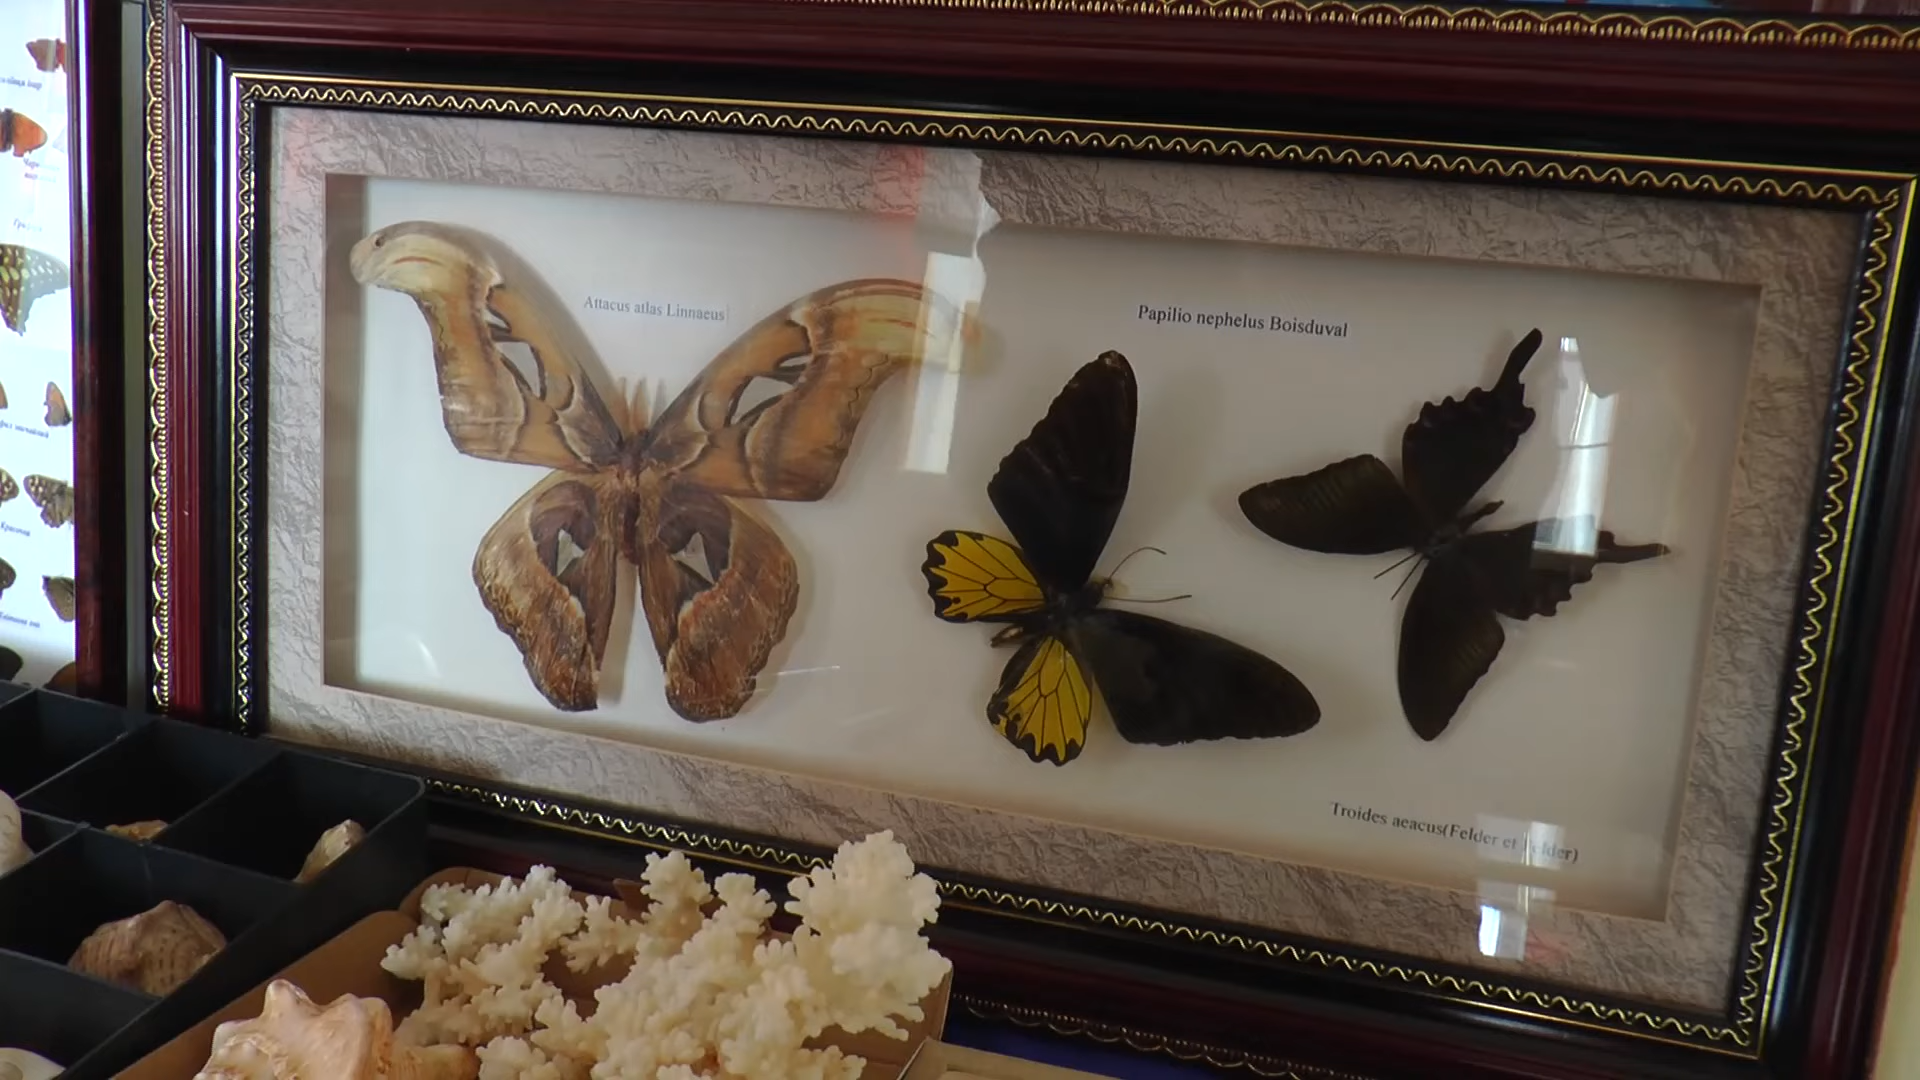 Attacus atlas Linnaeus
Papilio nephelus Boisduval
Troides aeacus(Felder et Felder)